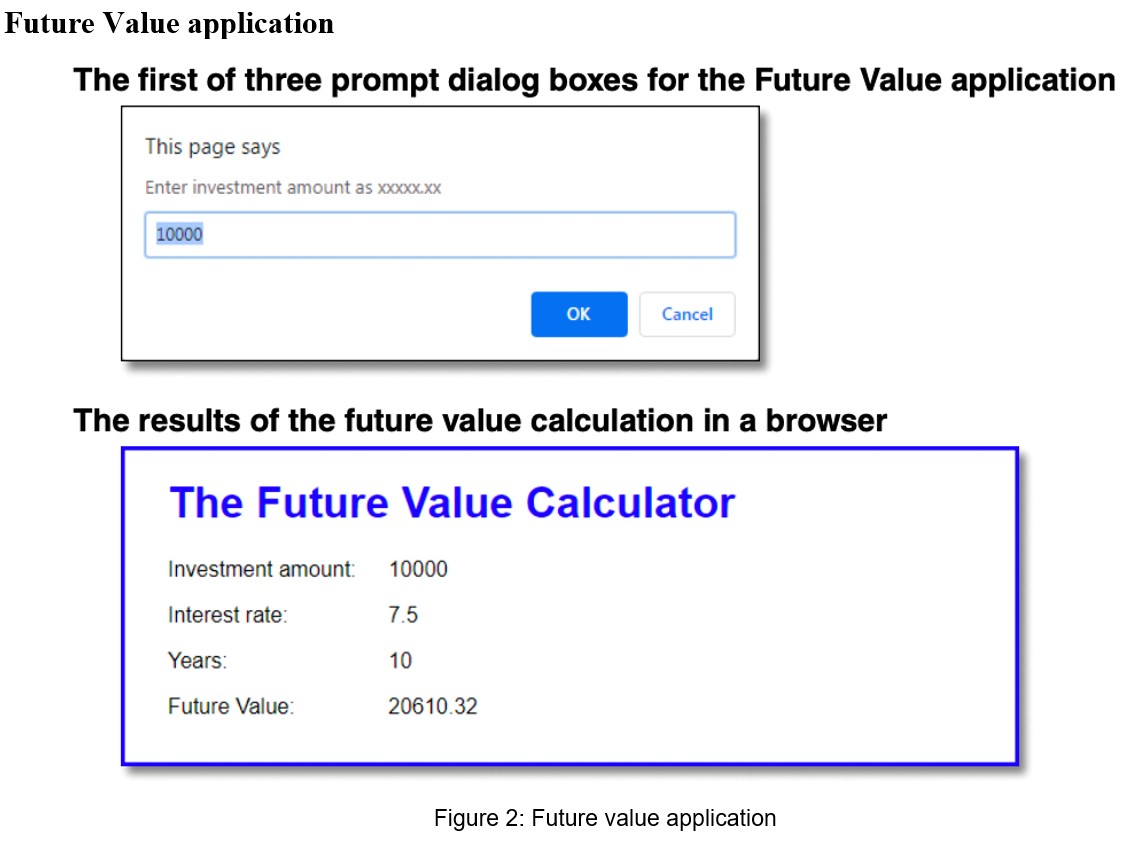 Future Value application
The first of three prompt dialog boxes for the Future Value application
This page says
Enter investment amount as xxxxx.xx
10000
OK Cancel
The results of the future value calculation in a browser
The Future Value Calculator
Investment amount: 10000
Interest rate: 7.5
Years: 10
Future Value: 20610.32
Figure 2: Future value application